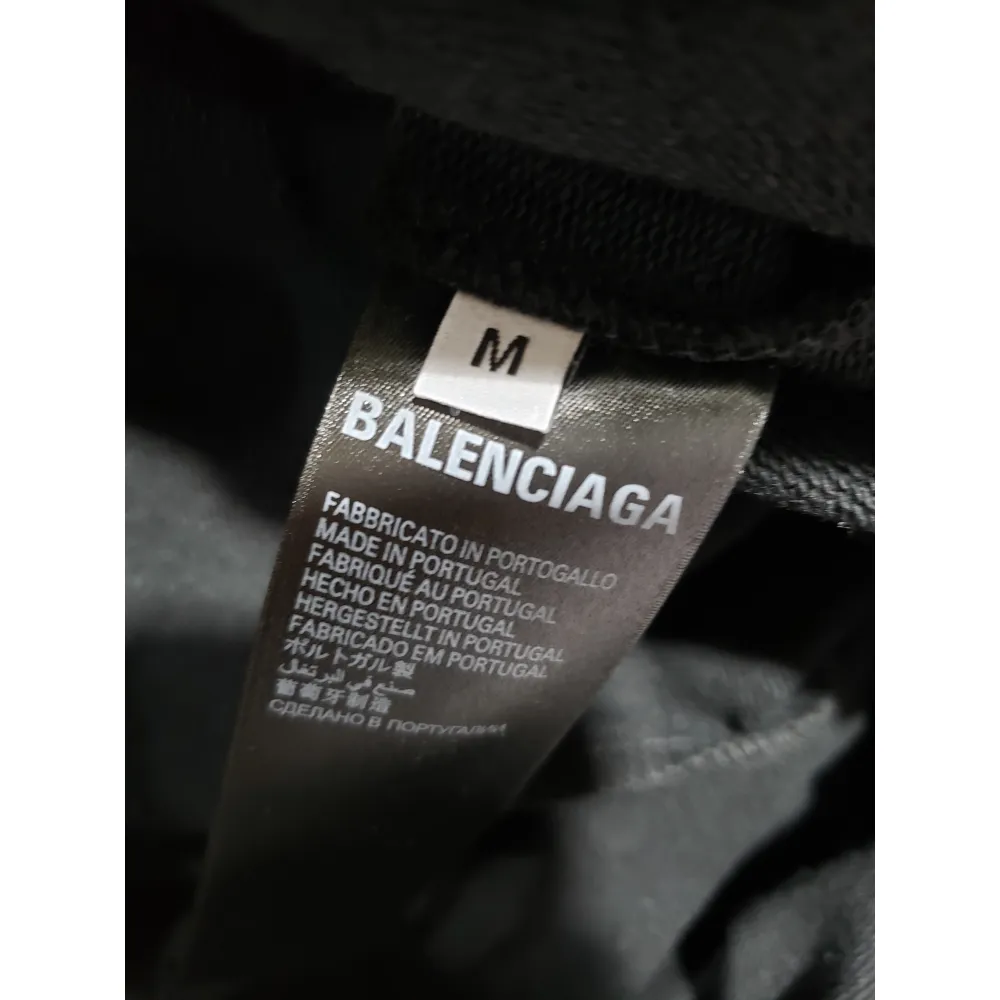 M
BALENCIAGA
FABBRICATO IN PORTOGALLO
MADE IN PORTUGAL
FABRIQUÉ AU PORTUGAL
HECHO EN PORTUGAL
HERGESTELLT IN PORTUGAL
FABRICADO EM PORTUGAL
ポルトガル製
صنع في البرتغال
葡萄牙制造
СДЕЛАНО В ПОРТУГАЛИИ